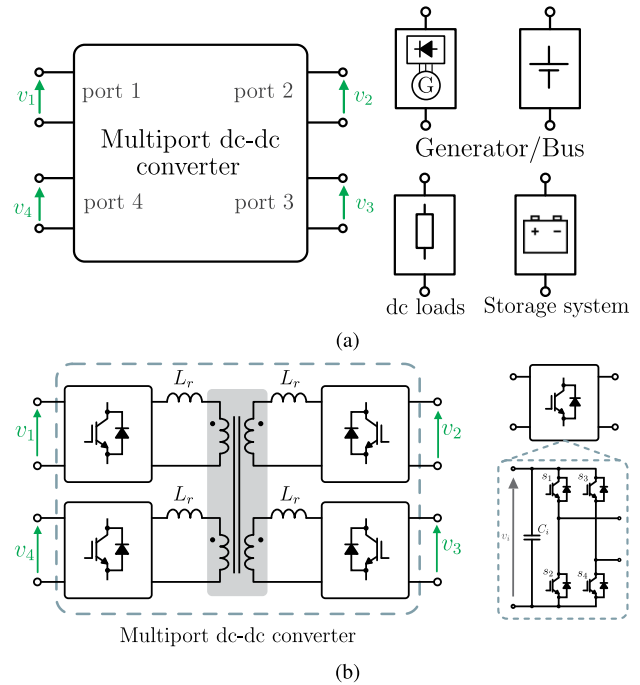 port 1
port 2
v1
v2
Multiport dc-dc
converter
v4
v3
port 4
port 3
G
Generator/Bus
+ −
dc loads
Storage system
(a)
Lr
Lr
v1
v2
Lr
Lr
v4
v3
Multiport dc-dc converter
s1
s3
vi
Ci
s2
s4
(b)